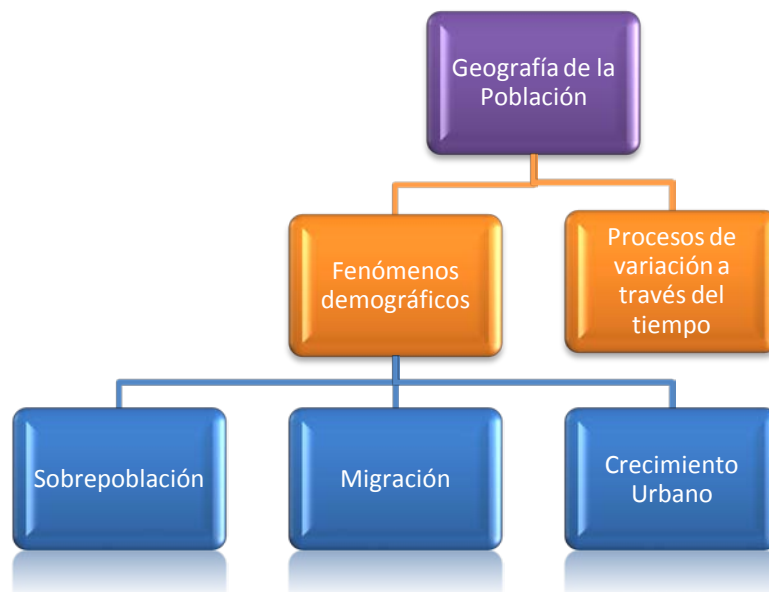 Geografía de la
Población
Fenómenos
demográficos
Procesos de
variación a
través del
tiempo
Sobrepoblación
Migración
Crecimiento
Urbano